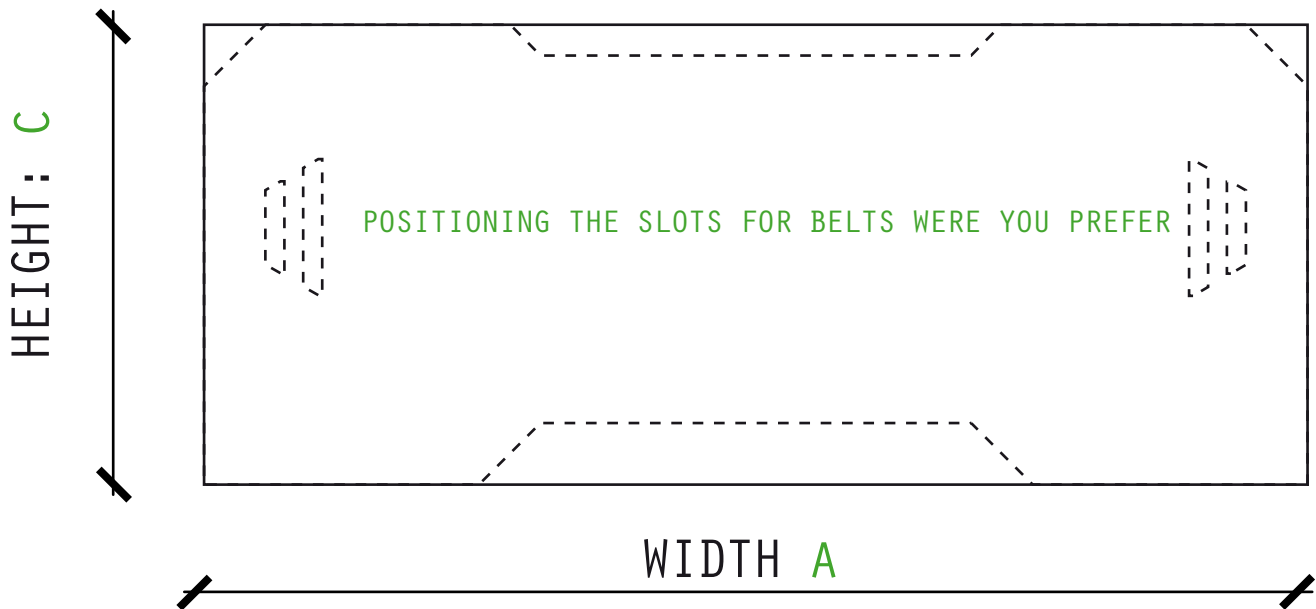 HEIGHT: C
POSITIONING THE SLOTS FOR BELTS WERE YOU PREFER
WIDTH A